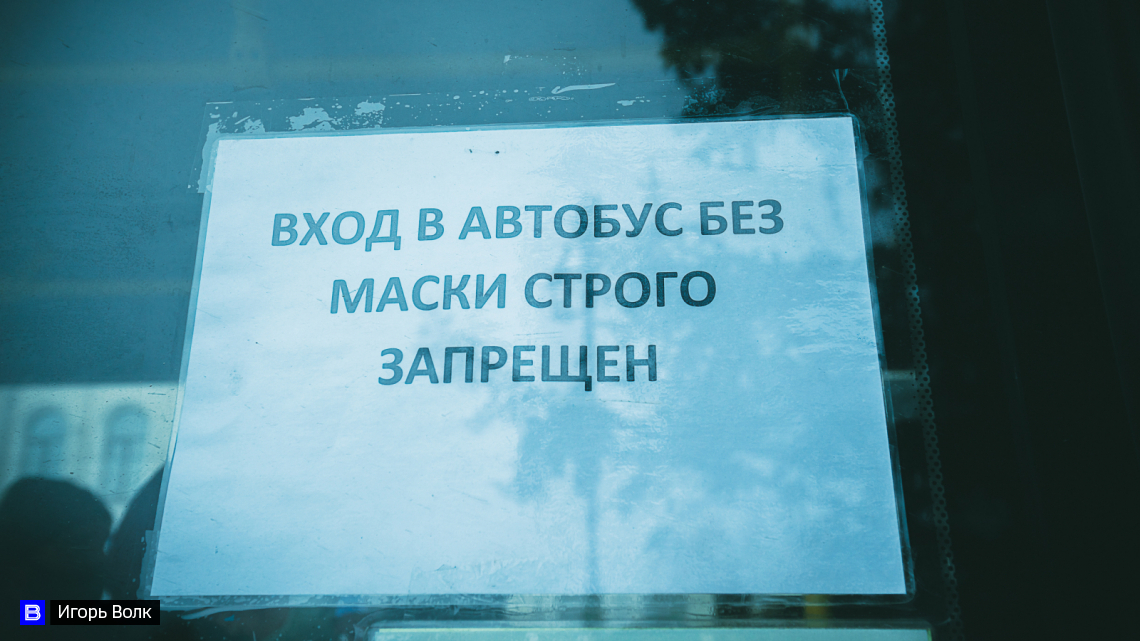 ВХОД В АВТОБУС БЕЗ
МАСКИ СТРОГО
ЗАПРЕЩЕН
В Игорь Волк